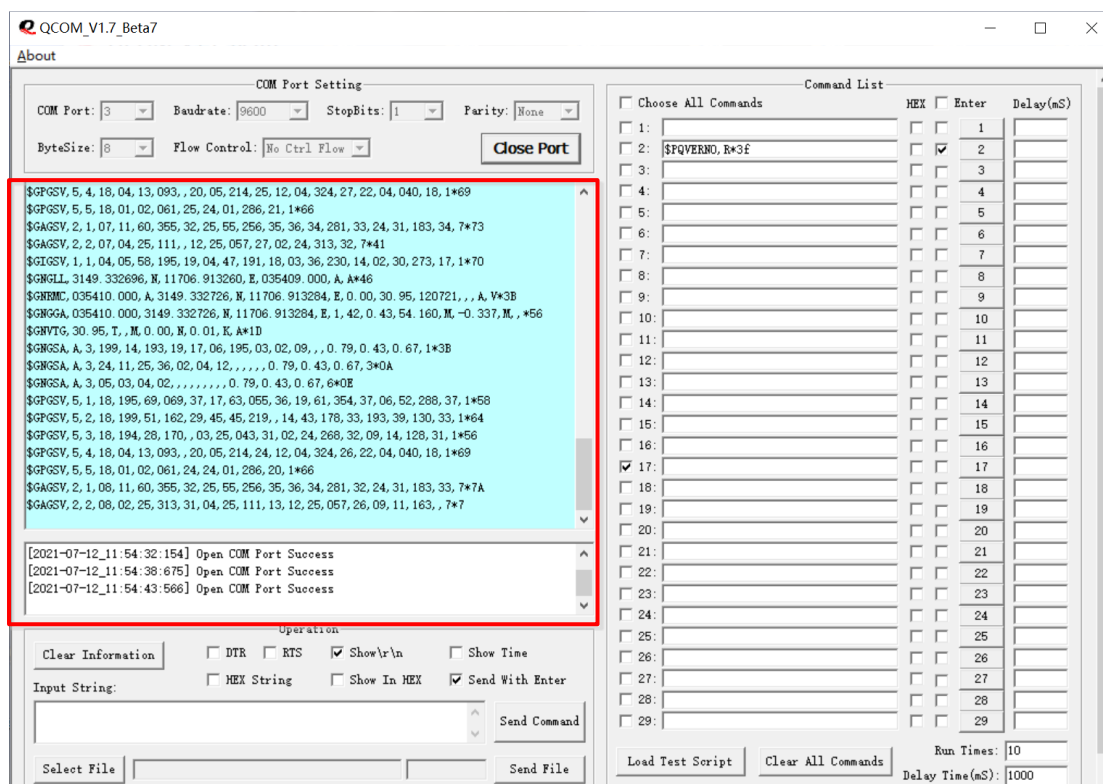 QCOM_V1.7_Beta7
About
COM Port Setting
COM Port: 3 Baudrate: 9600 StopBits: 1 Parity: None
ByteSize: 8 Flow Control: No Ctrl Flow Close Port
$GPGSV,5,4,18,04,13,093,,20,05,214,25,12,04,324,27,22,04,040,18,1*69
$GPGSV,5,5,18,01,02,061,25,24,01,286,21,1*66
$GAGSV,2,1,07,11,60,355,32,25,55,256,35,36,34,281,33,24,31,183,34,7*73
$GAGSV,2,2,07,04,25,111,,12,25,057,27,02,24,313,32,7*41
$GIGSV,1,1,04,05,58,195,19,04,47,191,18,03,36,230,14,02,30,273,17,1*70
$GNGLL,3149.332696,N,11706.913260,E,035409.000,A,A*46
$GNRMC,035410.000,A,3149.332726,N,11706.913284,E,0.00,30.95,120721,,,A,V*3B
$GNGGA,035410.000,3149.332726,N,11706.913284,E,1,42,0.43,54.160,M,-0.337,M,,*56
$GNVTG,30.95,T,,M,0.00,N,0.01,K,A*1D
$GNGSA,A,3,199,14,193,19,17,06,195,03,02,09,,,0.79,0.43,0.67,1*3B
$GNGSA,A,3,24,11,25,36,02,04,12,,,,,,0.79,0.43,0.67,3*0A
$GNGSA,A,3,05,03,04,02,,,,,,,,,0.79,0.43,0.67,6*0E
$GPGSV,5,1,18,195,69,069,37,17,63,055,36,19,61,354,37,06,52,288,37,1*58
$GPGSV,5,2,18,199,51,162,29,45,45,219,,14,43,178,33,193,39,130,33,1*64
$GPGSV,5,3,18,194,28,170,,03,25,043,31,02,24,268,32,09,14,128,31,1*56
$GPGSV,5,4,18,04,13,093,,20,05,214,24,12,04,324,26,22,04,040,18,1*69
$GPGSV,5,5,18,01,02,061,24,24,01,286,20,1*66
$GAGSV,2,1,08,11,60,355,32,25,55,256,35,36,34,281,32,24,31,183,33,7*7A
$GAGSV,2,2,08,02,25,313,31,04,25,111,13,12,25,057,26,09,11,163,,7*7
[2021-07-12_11:54:32:154] Open COM Port Success
[2021-07-12_11:54:38:675] Open COM Port Success
[2021-07-12_11:54:43:566] Open COM Port Success
Operation
Clear Information DTR RTS Show\r\n Show Time
HEX String Show In HEX Send With Enter
Input String:
Send Command
Select File Send File
Command List
Choose All Commands HEX Enter Delay(mS)
1: 1
2: $PQVERNO,R*3f 2
3: 3
4: 4
5: 5
6: 6
7: 7
8: 8
9: 9
10: 10
11: 11
12: 12
13: 13
14: 14
15: 15
16: 16
17: 17
18: 18
19: 19
20: 20
21: 21
22: 22
23: 23
24: 24
25: 25
26: 26
27: 27
28: 28
29: 29
Load Test Script Clear All Commands Run Times: 10
Delay Time(mS): 1000